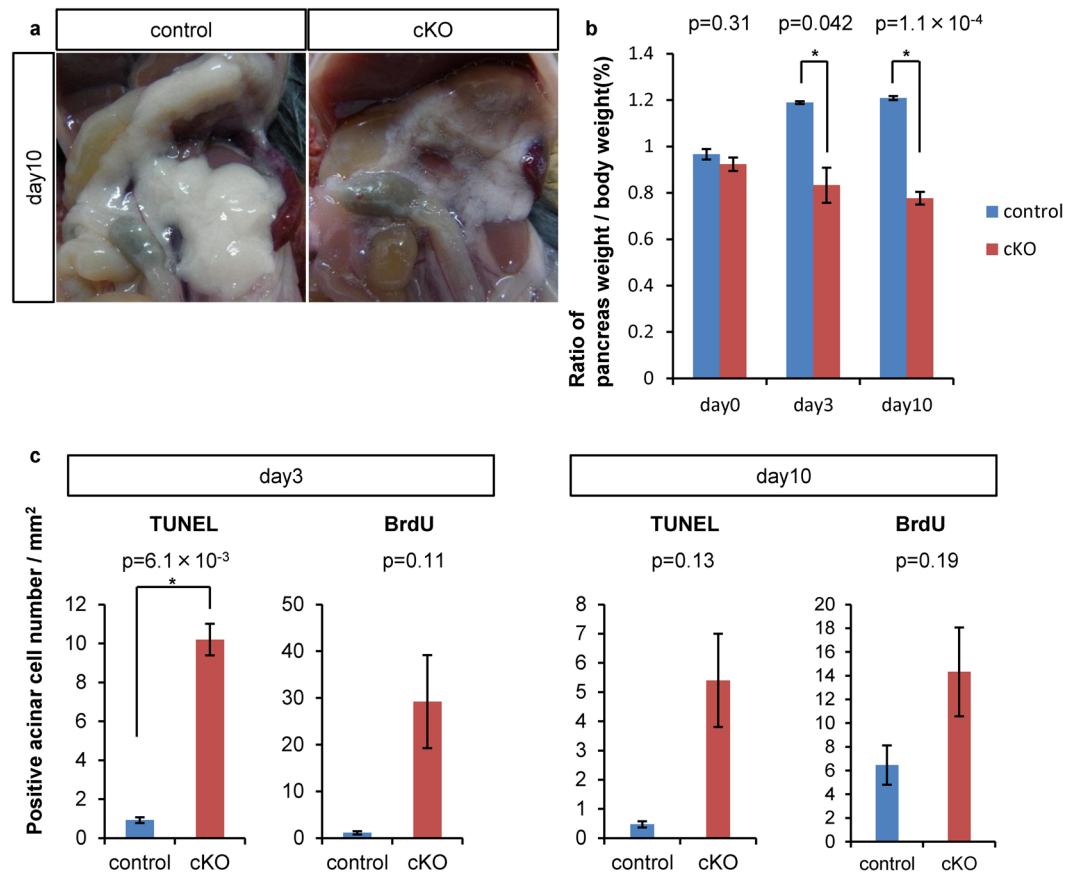 a
control
cKO
day10
b
p=0.31
p=0.042
p=1.1×10-4
*
*
Ratio of
pancreas weight / body weight(%)
1.4
1.2
1
0.8
0.6
0.4
0.2
0
day0
day3
day10
control
cKO
c
day3
day10
Positive acinar cell number / mm2
TUNEL
p=6.1×10-3
*
12
10
8
6
4
2
0
control
cKO
BrdU
p=0.11
50
40
30
20
10
0
control
cKO
TUNEL
p=0.13
8
7
6
5
4
3
2
1
0
control
cKO
BrdU
p=0.19
20
18
16
14
12
10
8
6
4
2
0
control
cKO